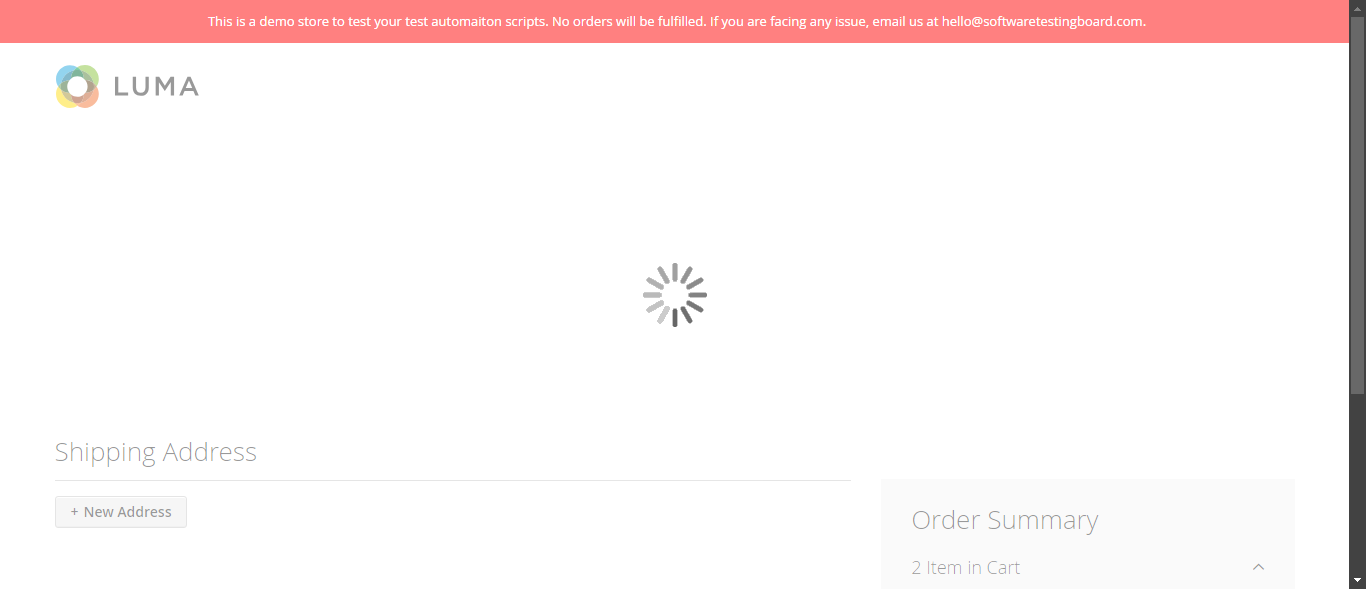 This is a demo store to test your test automaiton scripts. No orders will be fulfilled. If you are facing any issue, email us at hello@softwaretestingboard.com.
LUMA
Shipping Address
+ New Address
Order Summary
2 Item in Cart